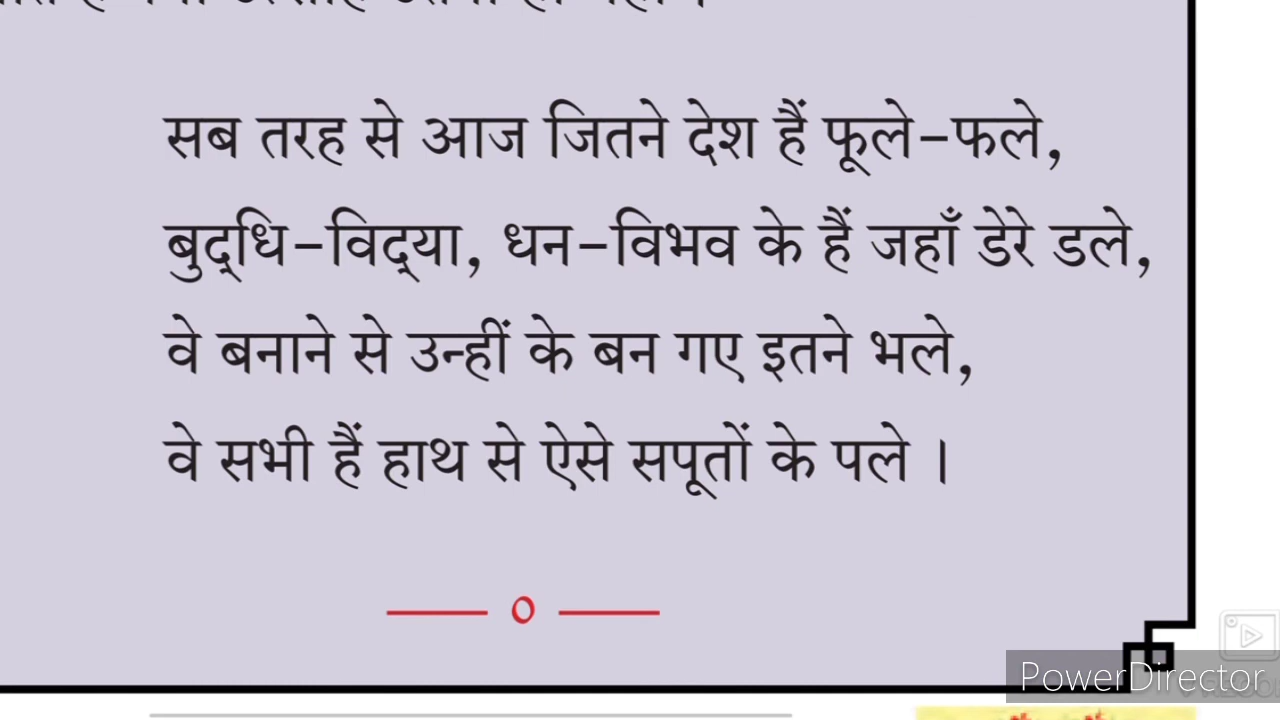 सब तरह से आज जितने देश हैं फूले-फले,
बुद्‌धि-विद्‌या, धन-विभव के हैं जहाँ डेरे डले,
वे बनाने से उन्हीं के बन गए इतने भले,
वे सभी हैं हाथ से ऐसे सपूतों के पले ।
०
PowerDirector